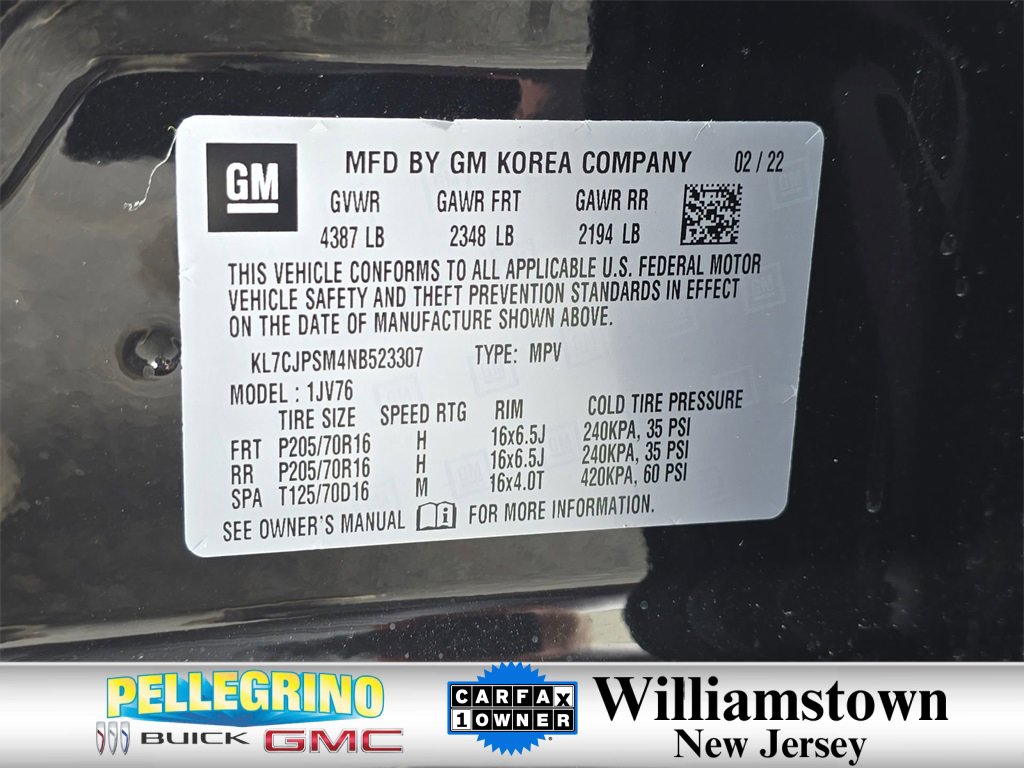 GM
MFD BY GM KOREA COMPANY 02 / 22
GVWR GAWR FRT GAWR RR
4387 LB 2348 LB 2194 LB
THIS VEHICLE CONFORMS TO ALL APPLICABLE U.S. FEDERAL MOTOR
VEHICLE SAFETY AND THEFT PREVENTION STANDARDS IN EFFECT
ON THE DATE OF MANUFACTURE SHOWN ABOVE.
KL7CJPSM4NB523307 TYPE: MPV
MODEL : 1JV76
TIRE SIZE SPEED RTG RIM COLD TIRE PRESSURE
FRT P205/70R16 H 16x6.5J 240KPA, 35 PSI
RR P205/70R16 H 16x6.5J 240KPA, 35 PSI
SPA T125/70D16 M 16x4.0T 420KPA, 60 PSI
SEE OWNER'S MANUAL i FOR MORE INFORMATION.
PELLEGRINO
BUICK GMC
CARFAX
1 OWNER
Williamstown
New Jersey